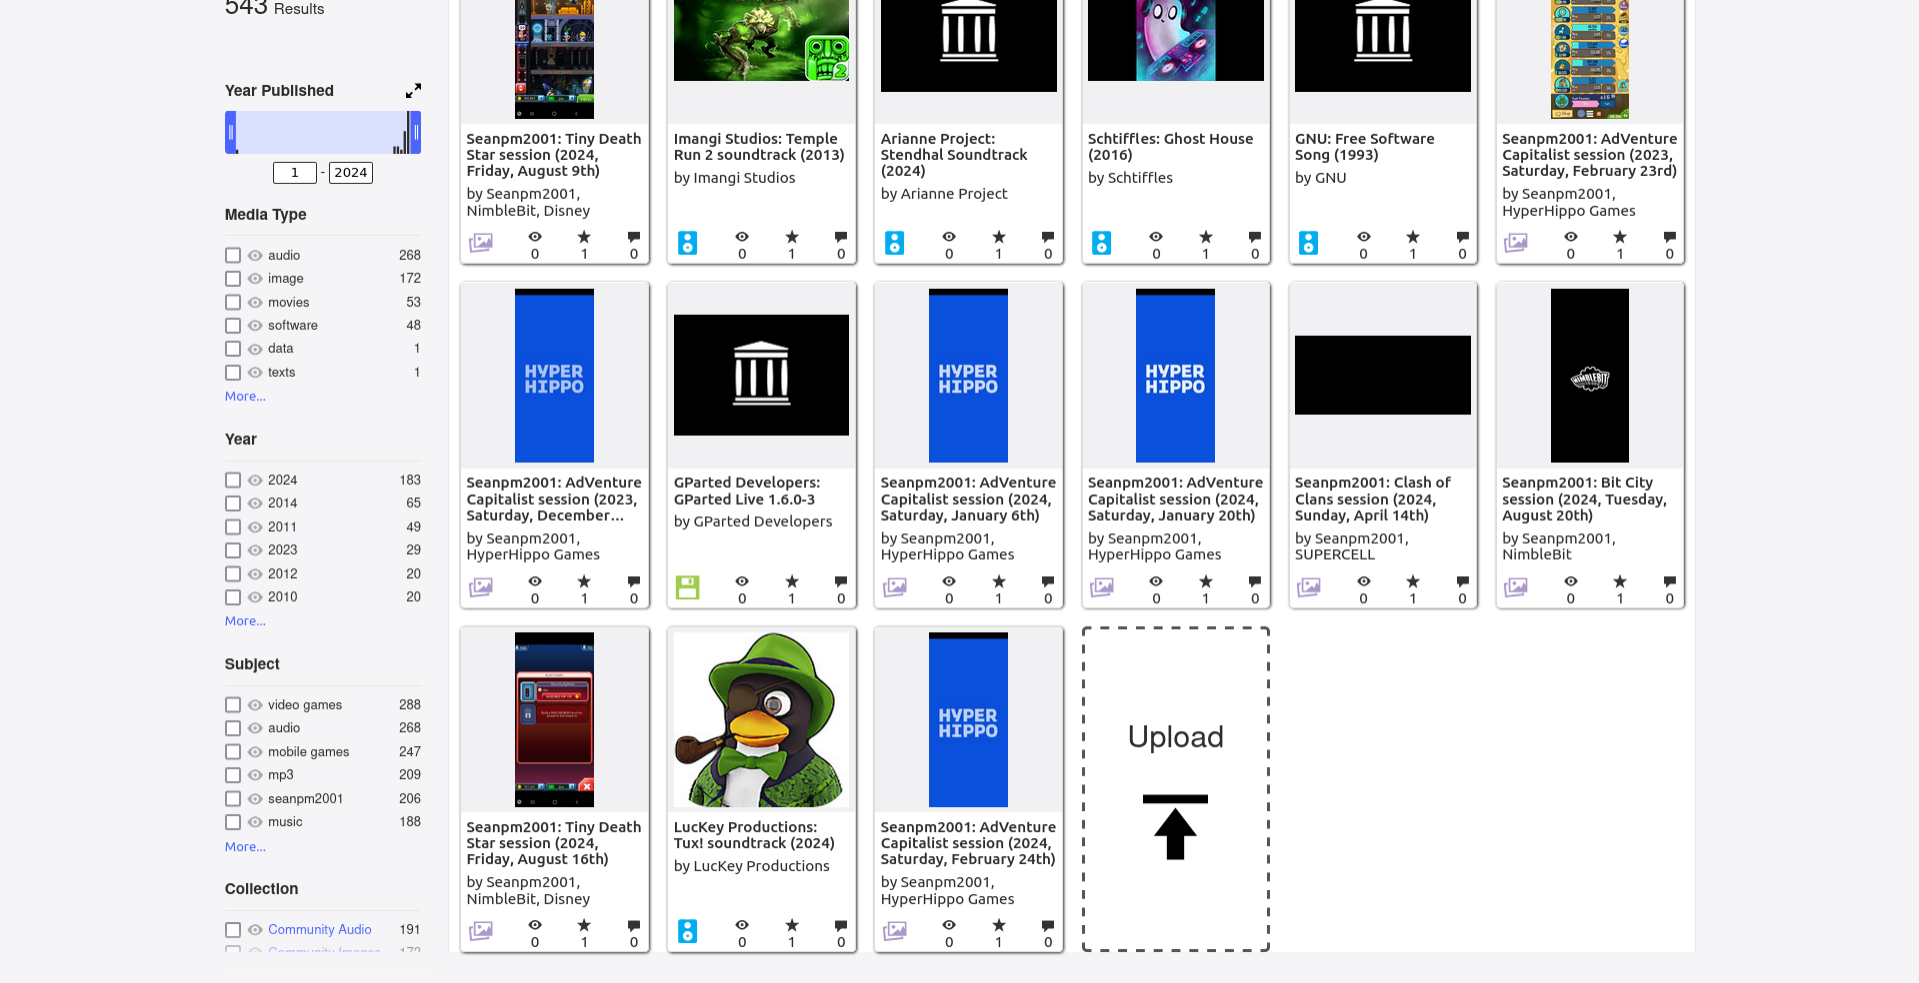 543 Results
Year Published
1 - 2024
Media Type
audio 268
image 172
movies 53
software 48
data 1
texts 1
More...
Year
2024 183
2014 65
2011 49
2023 29
2012 20
2010 20
More...
Subject
video games 288
audio 268
mobile games 247
mp3 209
seanpm2001 206
music 188
More...
Collection
Community Audio 191
Community Images 172
Seanpm2001: Tiny Death
Star session (2024,
Friday, August 9th)
by Seanpm2001,
NimbleBit, Disney
0 1 0
2
Imangi Studios: Temple
Run 2 soundtrack (2013)
by Imangi Studios
0 1 0
Arianne Project:
Stendhal Soundtrack
(2024)
by Arianne Project
0 1 0
Schtiffles: Ghost House
(2016)
by Schtiffles
0 1 0
GNU: Free Software
Song (1993)
by GNU
0 1 0
Seanpm2001: AdVenture
Capitalist session (2023,
Saturday, February 23rd)
by Seanpm2001,
HyperHippo Games
0 1 0
HYPER
HIPPO
Seanpm2001: AdVenture
Capitalist session (2023,
Saturday, December...
by Seanpm2001,
HyperHippo Games
0 1 0
GParted Developers:
GParted Live 1.6.0-3
by GParted Developers
0 1 0
HYPER
HIPPO
Seanpm2001: AdVenture
Capitalist session (2024,
Saturday, January 6th)
by Seanpm2001,
HyperHippo Games
0 1 0
HYPER
HIPPO
Seanpm2001: AdVenture
Capitalist session (2024,
Saturday, January 20th)
by Seanpm2001,
HyperHippo Games
0 1 0
Seanpm2001: Clash of
Clans session (2024,
Sunday, April 14th)
by Seanpm2001,
SUPERCELL
0 1 0
NIMBLEBIT
Seanpm2001: Bit City
session (2024, Tuesday,
August 20th)
by Seanpm2001,
NimbleBit
0 1 0
Seanpm2001: Tiny Death
Star session (2024,
Friday, August 16th)
by Seanpm2001,
NimbleBit, Disney
0 1 0
LucKey Productions:
Tux! soundtrack (2024)
by LucKey Productions
0 1 0
HYPER
HIPPO
Seanpm2001: AdVenture
Capitalist session (2024,
Saturday, February 24th)
by Seanpm2001,
HyperHippo Games
0 1 0
Upload